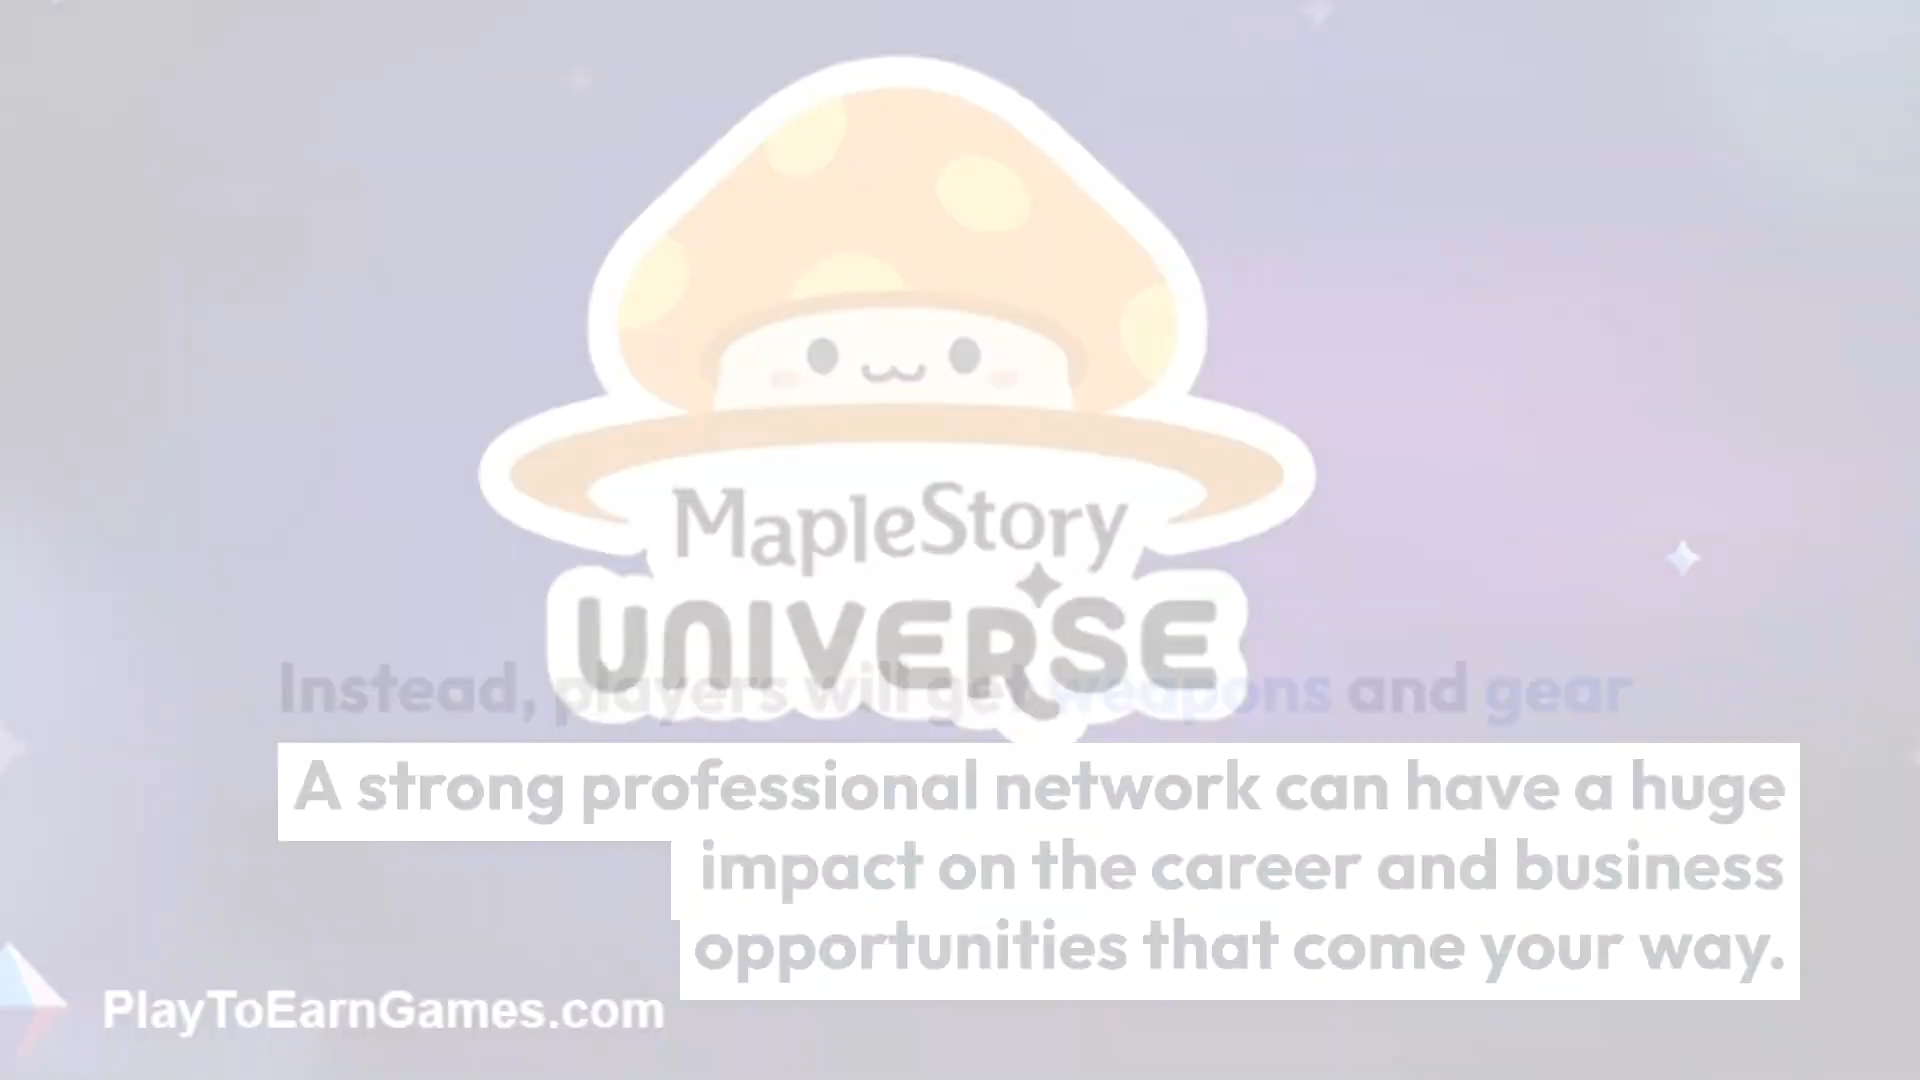 MapleStory
UNIVERSE
Instead, players will get weapons and gear
A strong professional network can have a huge
impact on the career and business
opportunities that come your way.
PlayToEarnGames.com